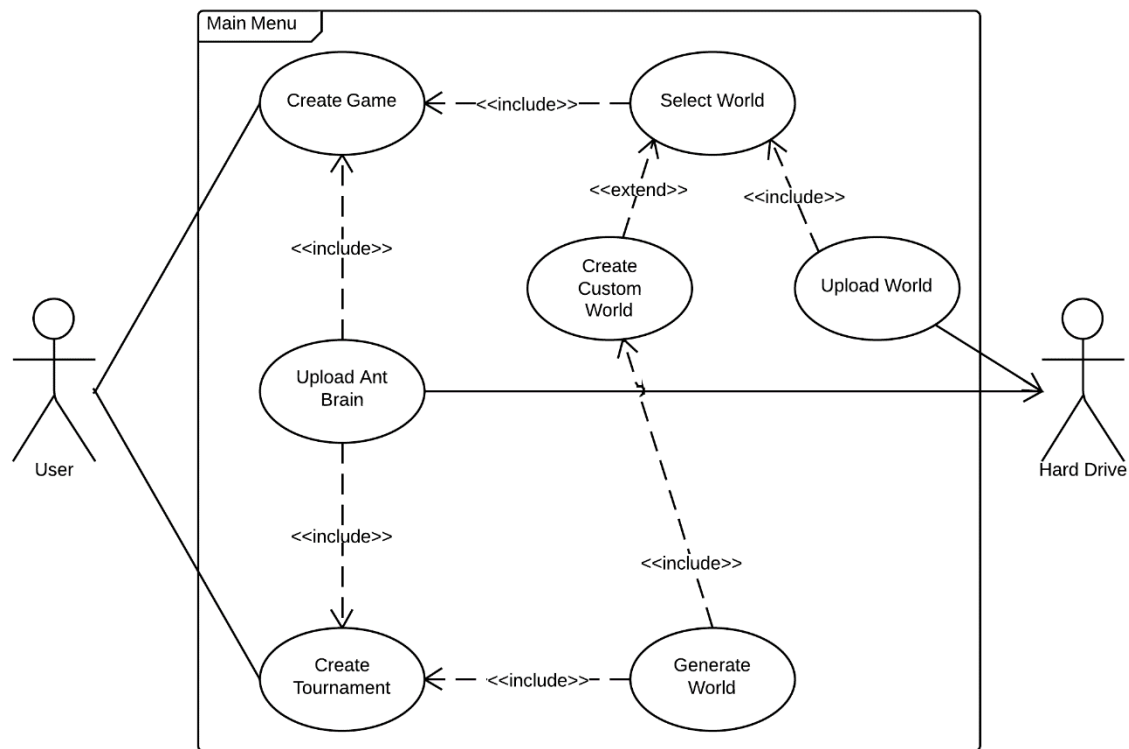 Main Menu
Create Game
<<include>>
Select World
<<extend>>
<<include>>
<<include>>
Create
Custom
World
Upload World
Upload Ant
Brain
User
Hard Drive
<<include>>
<<include>>
Create
Tournament
<<include>>
Generate
World